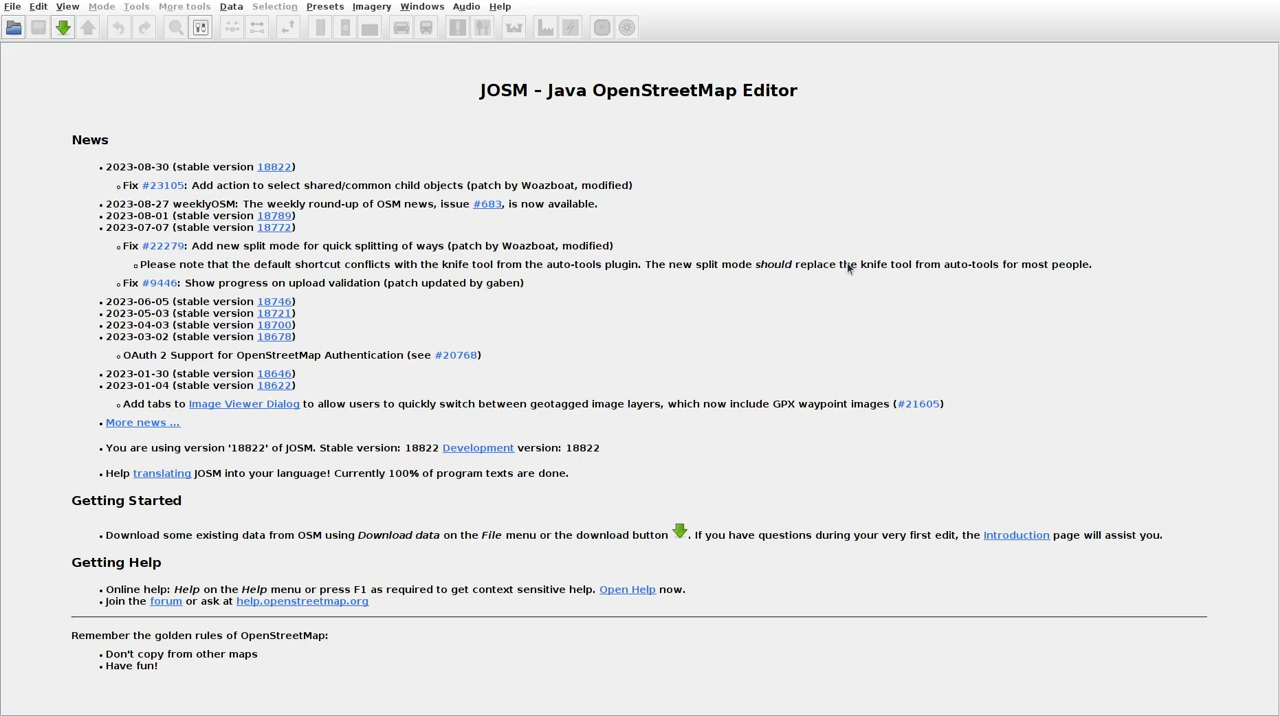 File Edit View Mode Tools More tools Data Selection Presets Imagery Windows Audio Help
JOSM – Java OpenStreetMap Editor
News
• 2023-08-30 (stable version 18822)
Fix #23105: Add action to select shared/common child objects (patch by Woazboat, modified)
• 2023-08-27 weeklyOSM: The weekly round-up of OSM news, issue #683, is now available.
• 2023-08-01 (stable version 18789)
• 2023-07-07 (stable version 18772)
Fix #22279: Add new split mode for quick splitting of ways (patch by Woazboat, modified)
Please note that the default shortcut conflicts with the knife tool from the auto-tools plugin. The new split mode should replace the knife tool from auto-tools for most people.
Fix #9446: Show progress on upload validation (patch updated by gaben)
• 2023-06-05 (stable version 18746)
• 2023-05-03 (stable version 18721)
• 2023-04-03 (stable version 18700)
• 2023-03-02 (stable version 18678)
OAuth 2 Support for OpenStreetMap Authentication (see #20768)
• 2023-01-30 (stable version 18646)
• 2023-01-04 (stable version 18622)
Add tabs to Image Viewer Dialog to allow users to quickly switch between geotagged image layers, which now include GPX waypoint images (#21605)
• More news ...
• You are using version '18822' of JOSM. Stable version: 18822 Development version: 18822
• Help translating JOSM into your language! Currently 100% of program texts are done.
Getting Started
• Download some existing data from OSM using Download data on the File menu or the download button . If you have questions during your very first edit, the Introduction page will assist you.
Getting Help
• Online help: Help on the Help menu or press F1 as required to get context sensitive help. Open Help now.
• Join the forum or ask at help.openstreetmap.org
Remember the golden rules of OpenStreetMap:
• Don't copy from other maps
• Have fun!